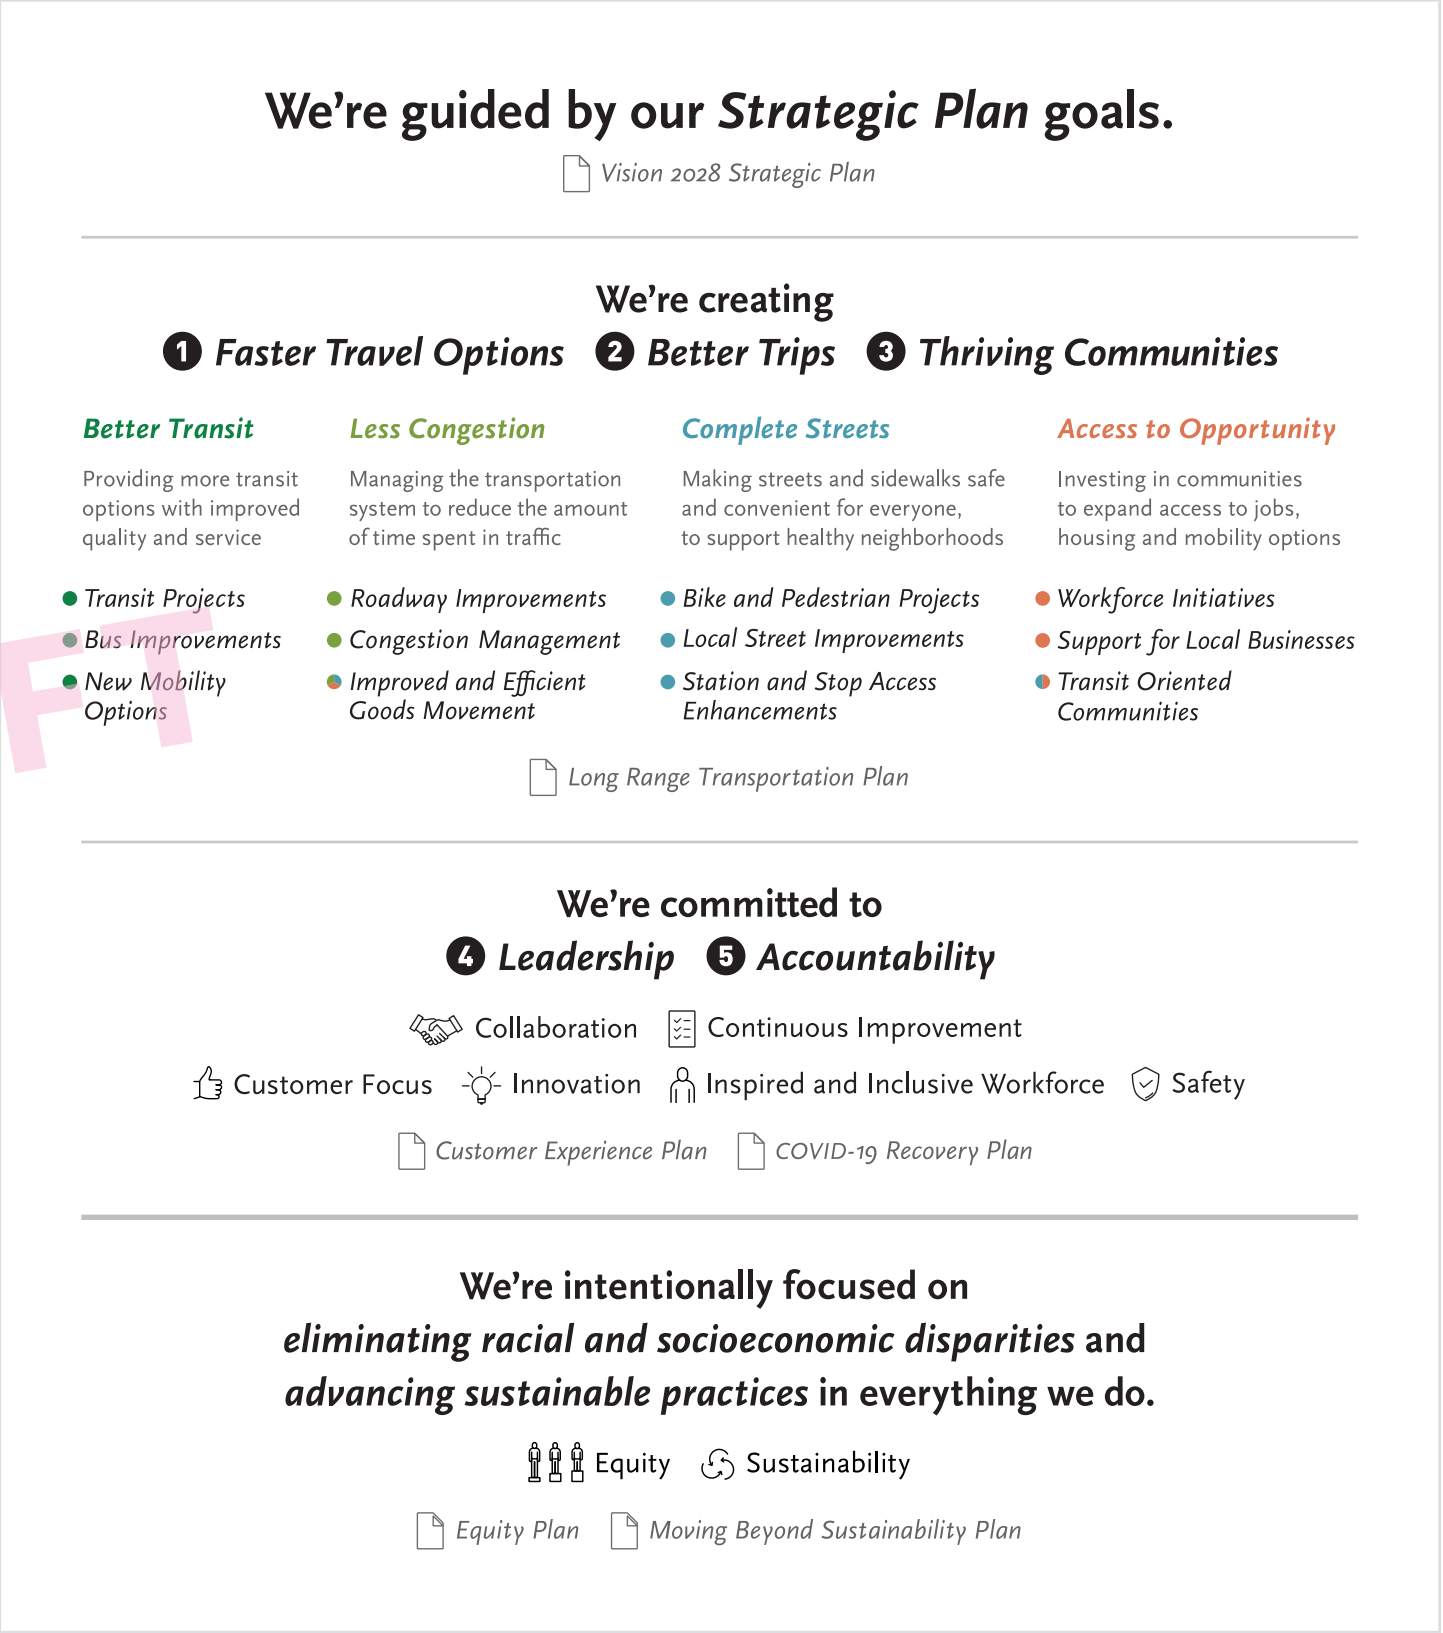 We're guided by our Strategic Plan goals.
Vision 2028 Strategic Plan
We're creating
1 Faster Travel Options 2 Better Trips 3 Thriving Communities
Better Transit
Providing more transit
options with improved
quality and service
Transit Projects
Bus Improvements
New Mobility
Options
Less Congestion
Managing the transportation
system to reduce the amount
of time spent in traffic
Roadway Improvements
Congestion Management
Improved and Efficient
Goods Movement
Complete Streets
Making streets and sidewalks safe
and convenient for everyone,
to support healthy neighborhoods
Bike and Pedestrian Projects
Local Street Improvements
Station and Stop Access
Enhancements
Access to Opportunity
Investing in communities
to expand access to jobs,
housing and mobility options
Workforce Initiatives
Support for Local Businesses
Transit Oriented
Communities
FT
Long Range Transportation Plan
We're committed to
4 Leadership 5 Accountability
Collaboration Continuous Improvement
Customer Focus Innovation Inspired and Inclusive Workforce Safety
Customer Experience Plan COVID-19 Recovery Plan
We're intentionally focused on
eliminating racial and socioeconomic disparities and
advancing sustainable practices in everything we do.
Equity Sustainability
Equity Plan Moving Beyond Sustainability Plan